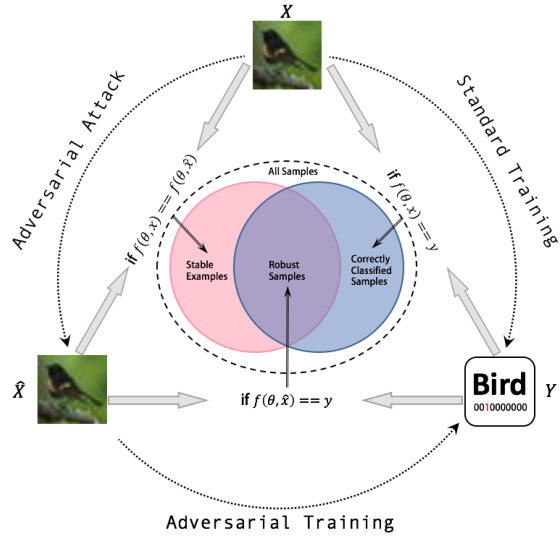 X
Adversarial Attack
Standard Training
if f(θ,x) == f(θ,x̂)
if f(θ,x) == y
All Samples
Stable
Examples
Robust
Samples
Correctly
Classified
Samples
X̂
if f(θ,x̂) == y
Bird
0010000000
Y
Adversarial Training